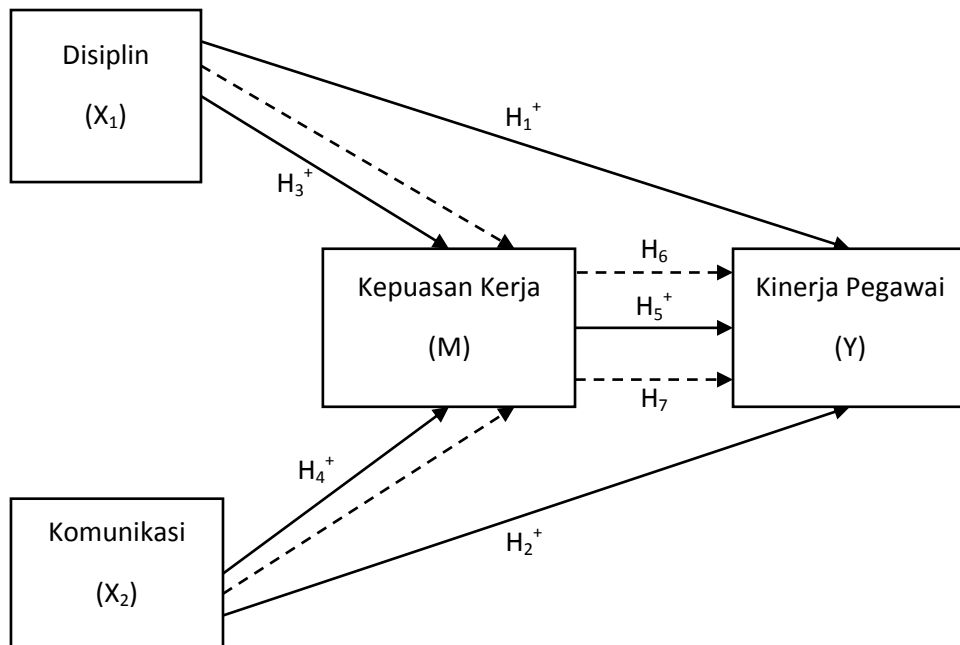 Disiplin
(X₁)
H₁⁺
H₃⁺
Kepuasan Kerja
(M)
H₆
H₅⁺
H₇
Kinerja Pegawai
(Y)
H₄⁺
H₂⁺
Komunikasi
(X₂)